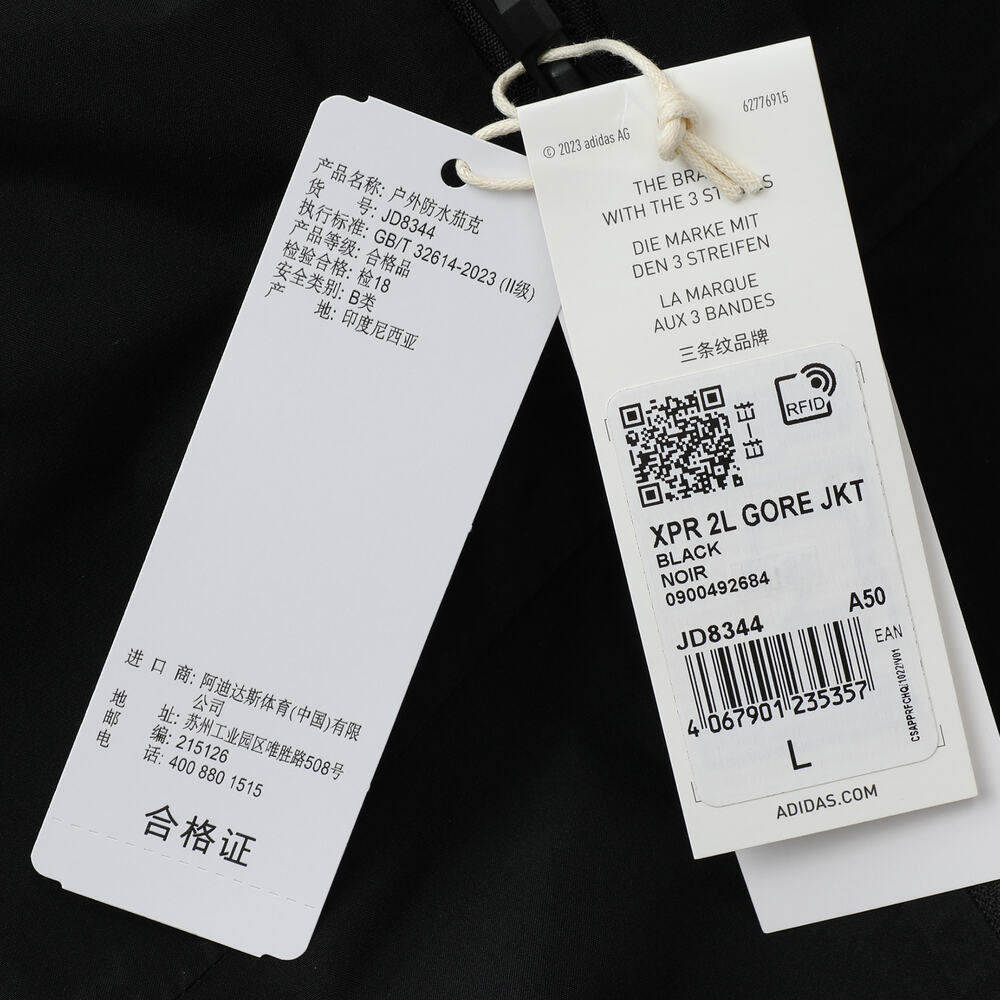 产品名称: 户外防水茄克
货 号: JD8344
执行标准: GB/T 32614-2023 (II级)
产品等级: 合格品
检验合格: 检18
安全类别: B类
产 地: 印度尼西亚
进 口 商: 阿迪达斯体育(中国)有限
公司
地 址: 苏州工业园区唯胜路508号
邮 编: 215126
电 话: 400 880 1515
合格证
62776915
© 2023 adidas AG
THE
WITH THE 3
DIE MARKE MIT
DEN 3 STREIFEN
LA MARQUE
AUX 3 BANDES
三条纹品牌
RFID
XPR 2L GORE JKT
BLACK
NOIR
0900492684
A50
JD8344
EAN
4 067901 235357
CSAPPRFCHQ/1022/V01
L
ADIDAS.COM